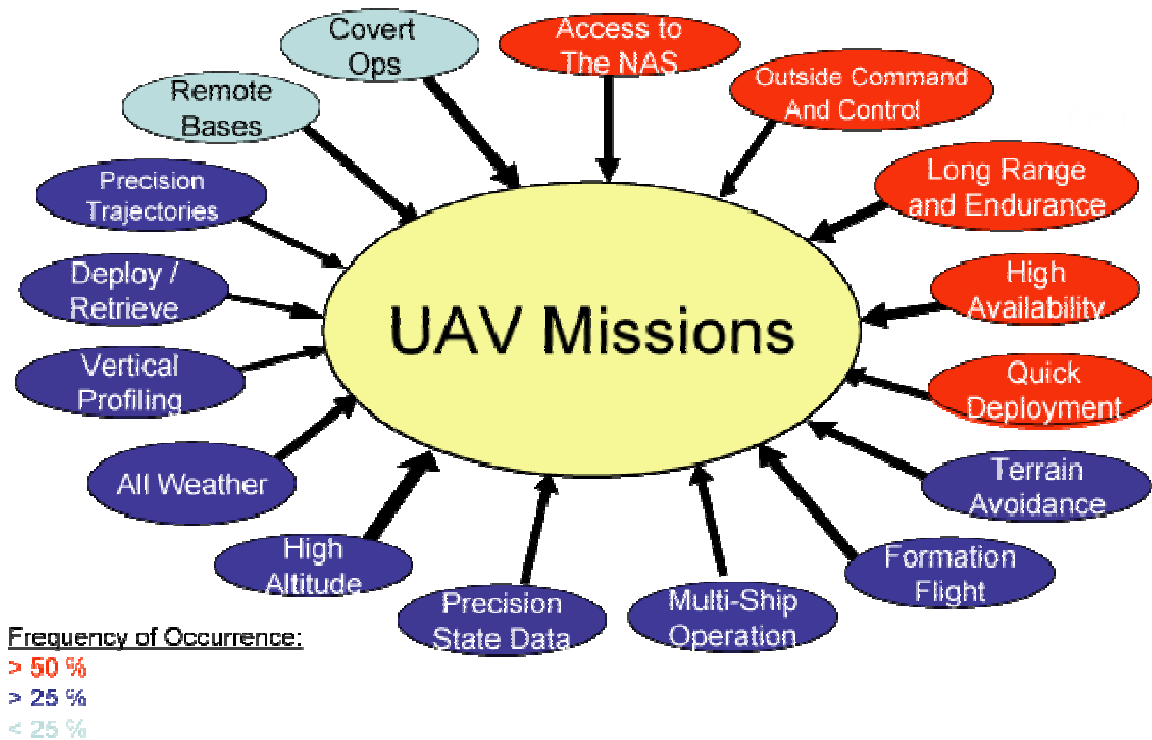 Covert
Ops
Access to
The NAS
Outside Command
And Control
Remote
Bases
Long Range
and Endurance
Precision
Trajectories
High
Availability
Deploy /
Retrieve
UAV Missions
Vertical
Profiling
Quick
Deployment
All Weather
Terrain
Avoidance
High
Altitude
Formation
Flight
Precision
State Data
Multi-Ship
Operation
Frequency of Occurrence:
> 50 %
> 25 %
< 25 %